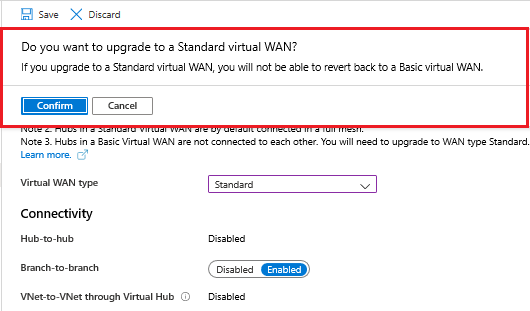 Save Discard
Do you want to upgrade to a Standard virtual WAN?
If you upgrade to a Standard virtual WAN, you will not be able to revert back to a Basic virtual WAN.
Confirm Cancel
Note 2. Hubs in a Standard Virtual WAN are by default connected in a full mesh.
Note 3. Hubs in a Basic Virtual WAN are not connected to each other. You will need to upgrade to WAN type Standard.
Learn more.
Virtual WAN type Standard
Connectivity
Hub-to-hub Disabled
Branch-to-branch Disabled Enabled
VNet-to-VNet through Virtual Hub Disabled